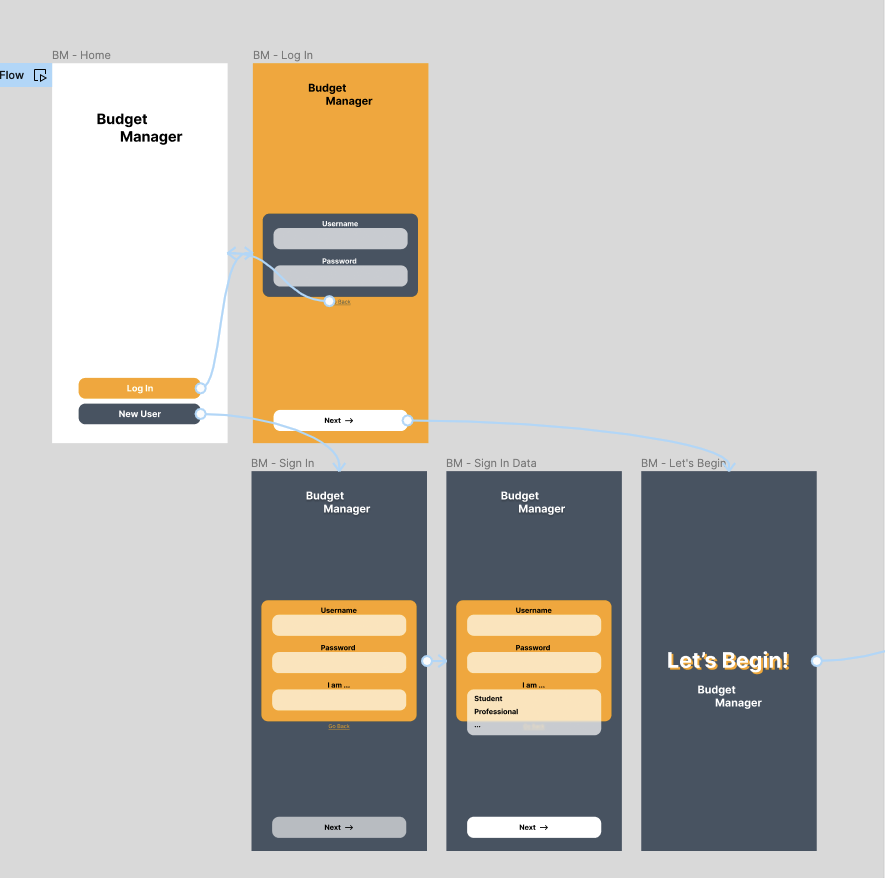 BM - Home
BM - Log In
Flow
Budget
Manager
Log In
New User
Budget
Manager
Username
Password
Back
Next →
BM - Sign In
BM - Sign In Data
BM - Let's Begin
Budget
Manager
Username
Password
I am ...
Go Back
Next →
Budget
Manager
Username
Password
I am ...
Student
Professional
...
Next →
Let's Begin!
Budget
Manager